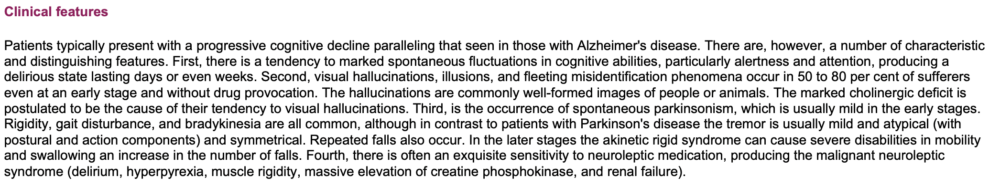 Clinical features
Patients typically present with a progressive cognitive decline paralleling that seen in those with Alzheimer's disease. There are, however, a number of characteristic
and distinguishing features. First, there is a tendency to marked spontaneous fluctuations in cognitive abilities, particularly alertness and attention, producing a
delirious state lasting days or even weeks. Second, visual hallucinations, illusions, and fleeting misidentification phenomena occur in 50 to 80 per cent of sufferers
even at an early stage and without drug provocation. The hallucinations are commonly well-formed images of people or animals. The marked cholinergic deficit is
postulated to be the cause of their tendency to visual hallucinations. Third, is the occurrence of spontaneous parkinsonism, which is usually mild in the early stages.
Rigidity, gait disturbance, and bradykinesia are all common, although in contrast to patients with Parkinson's disease the tremor is usually mild and atypical (with
postural and action components) and symmetrical. Repeated falls also occur. In the later stages the akinetic rigid syndrome can cause severe disabilities in mobility
and swallowing an increase in the number of falls. Fourth, there is often an exquisite sensitivity to neuroleptic medication, producing the malignant neuroleptic
syndrome (delirium, hyperpyrexia, muscle rigidity, massive elevation of creatine phosphokinase, and renal failure).